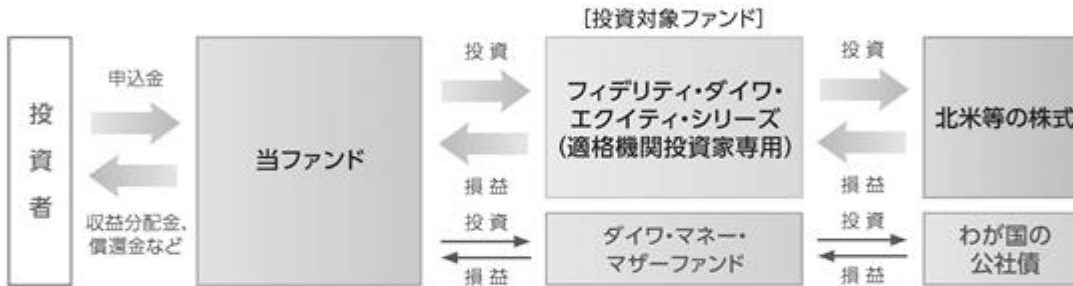 [投資対象ファンド]
投資者
申込金
収益分配金、
償還金など
当ファンド
投資
損益
投資
損益
フィデリティ・ダイワ・
エクイティ・シリーズ
(適格機関投資家専用)
ダイワ・マネー・
マザーファンド
投資
損益
投資
損益
北米等の株式
わが国の
公社債